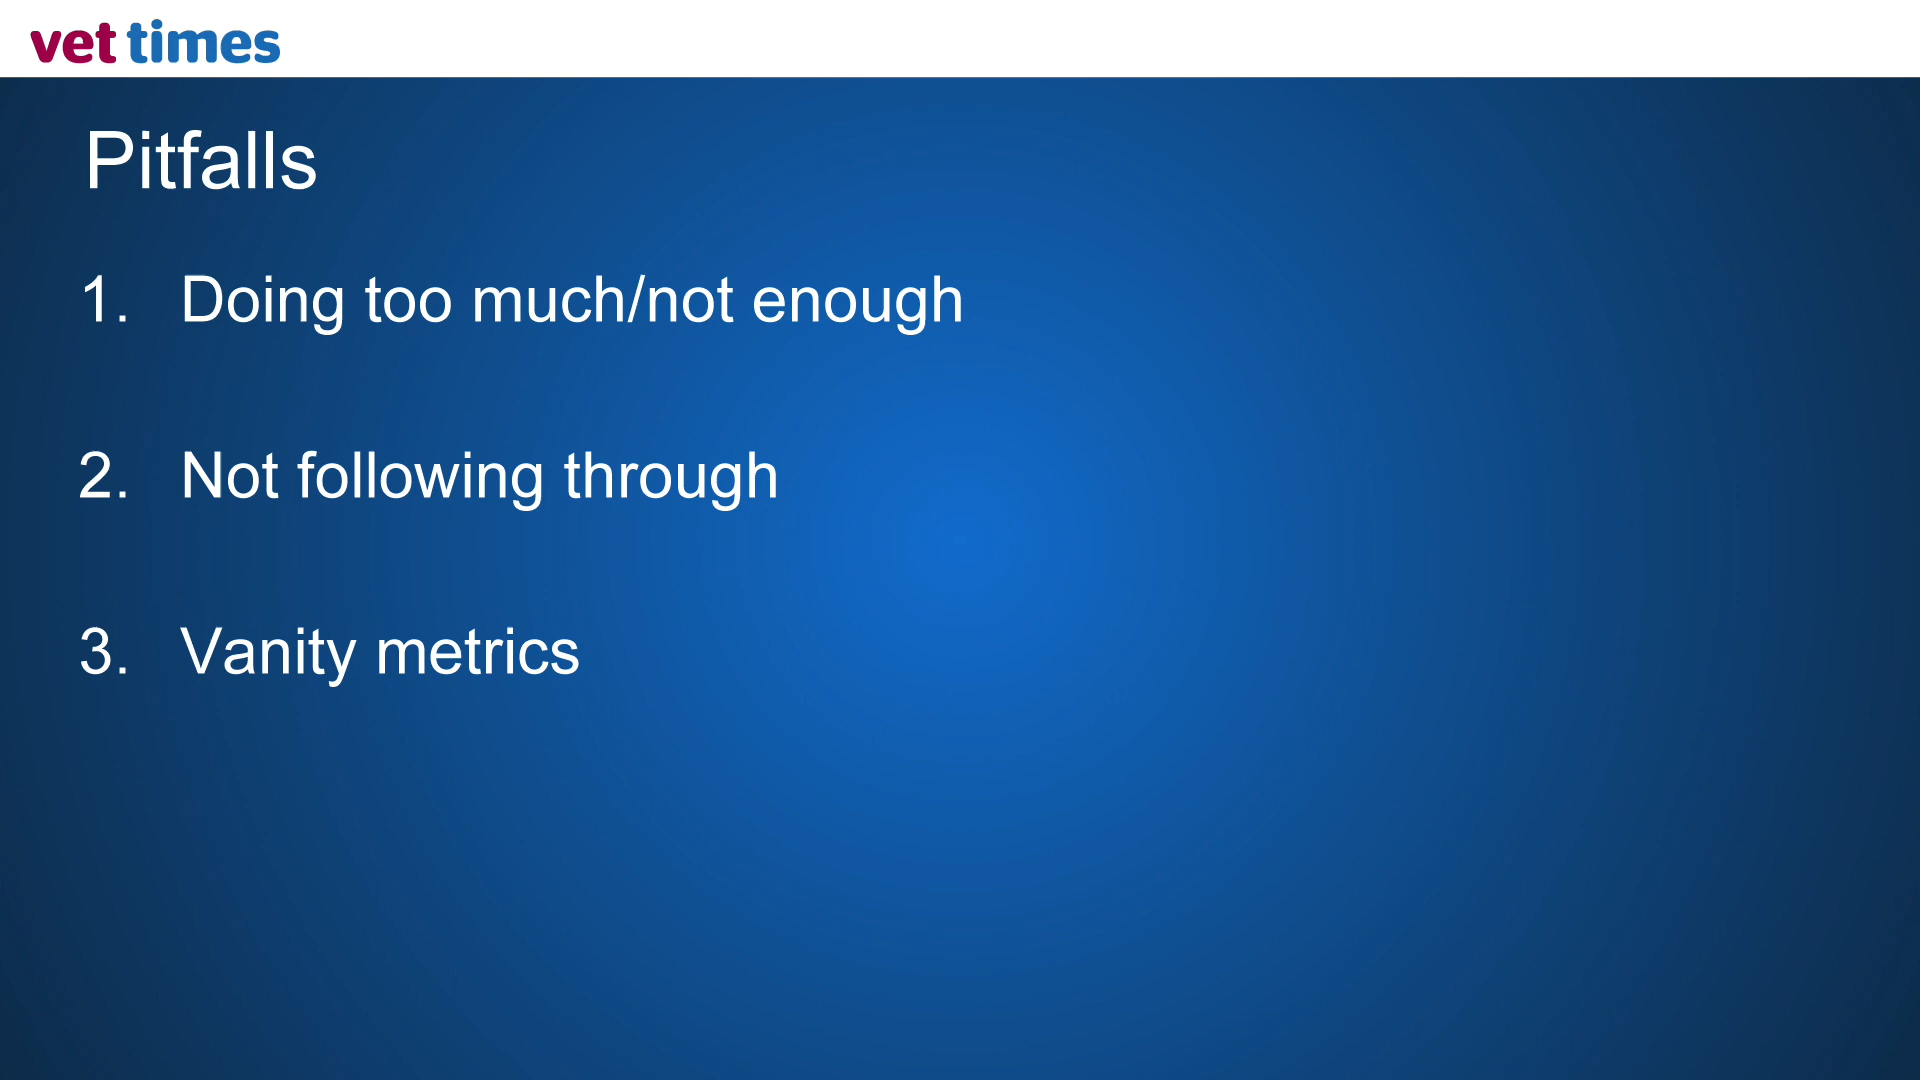 vet times
Pitfalls
1. Doing too much/not enough
2. Not following through
3. Vanity metrics